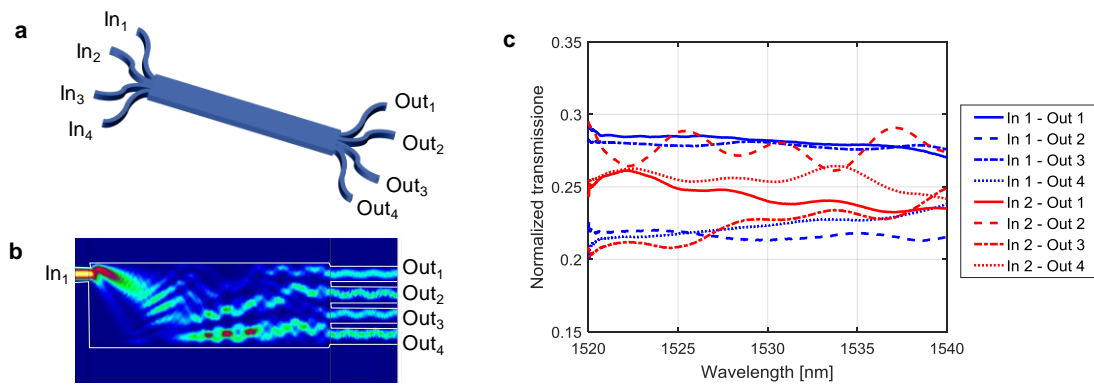 a
In1
In2
In3
In4
Out1
Out2
Out3
Out4
b
In1
Out1
Out2
Out3
Out4
c
Normalized transmissione
0.35
0.3
0.25
0.2
0.15
1520
1525
1530
1535
1540
Wavelength [nm]
In 1 - Out 1
In 1 - Out 2
In 1 - Out 3
In 1 - Out 4
In 2 - Out 1
In 2 - Out 2
In 2 - Out 3
In 2 - Out 4